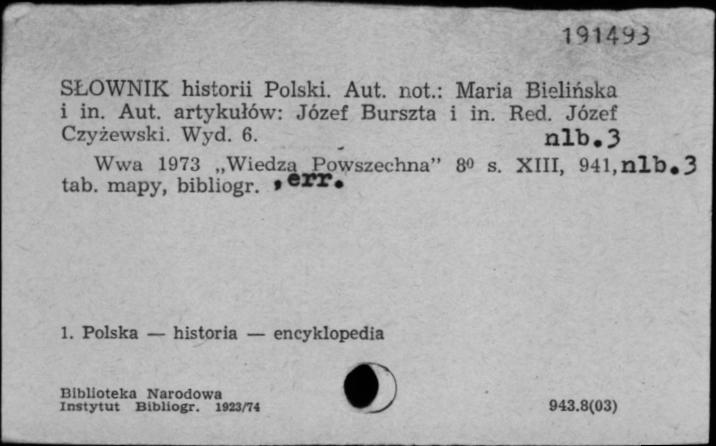 191493
SŁOWNIK historii Polski. Aut. not.: Maria Bielińska
i in. Aut. artykułów: Józef Burszta i in. Red. Józef
Czyżewski. Wyd. 6. nlb.3
Wwa 1973 „Wiedza Powszechna” 8⁰ s. XIII, 941, nlb.3
tab. mapy, bibliogr. , err.
1. Polska — historia — encyklopedia
Biblioteka Narodowa
Instytut Bibliogr. 1923/74 943.8(03)